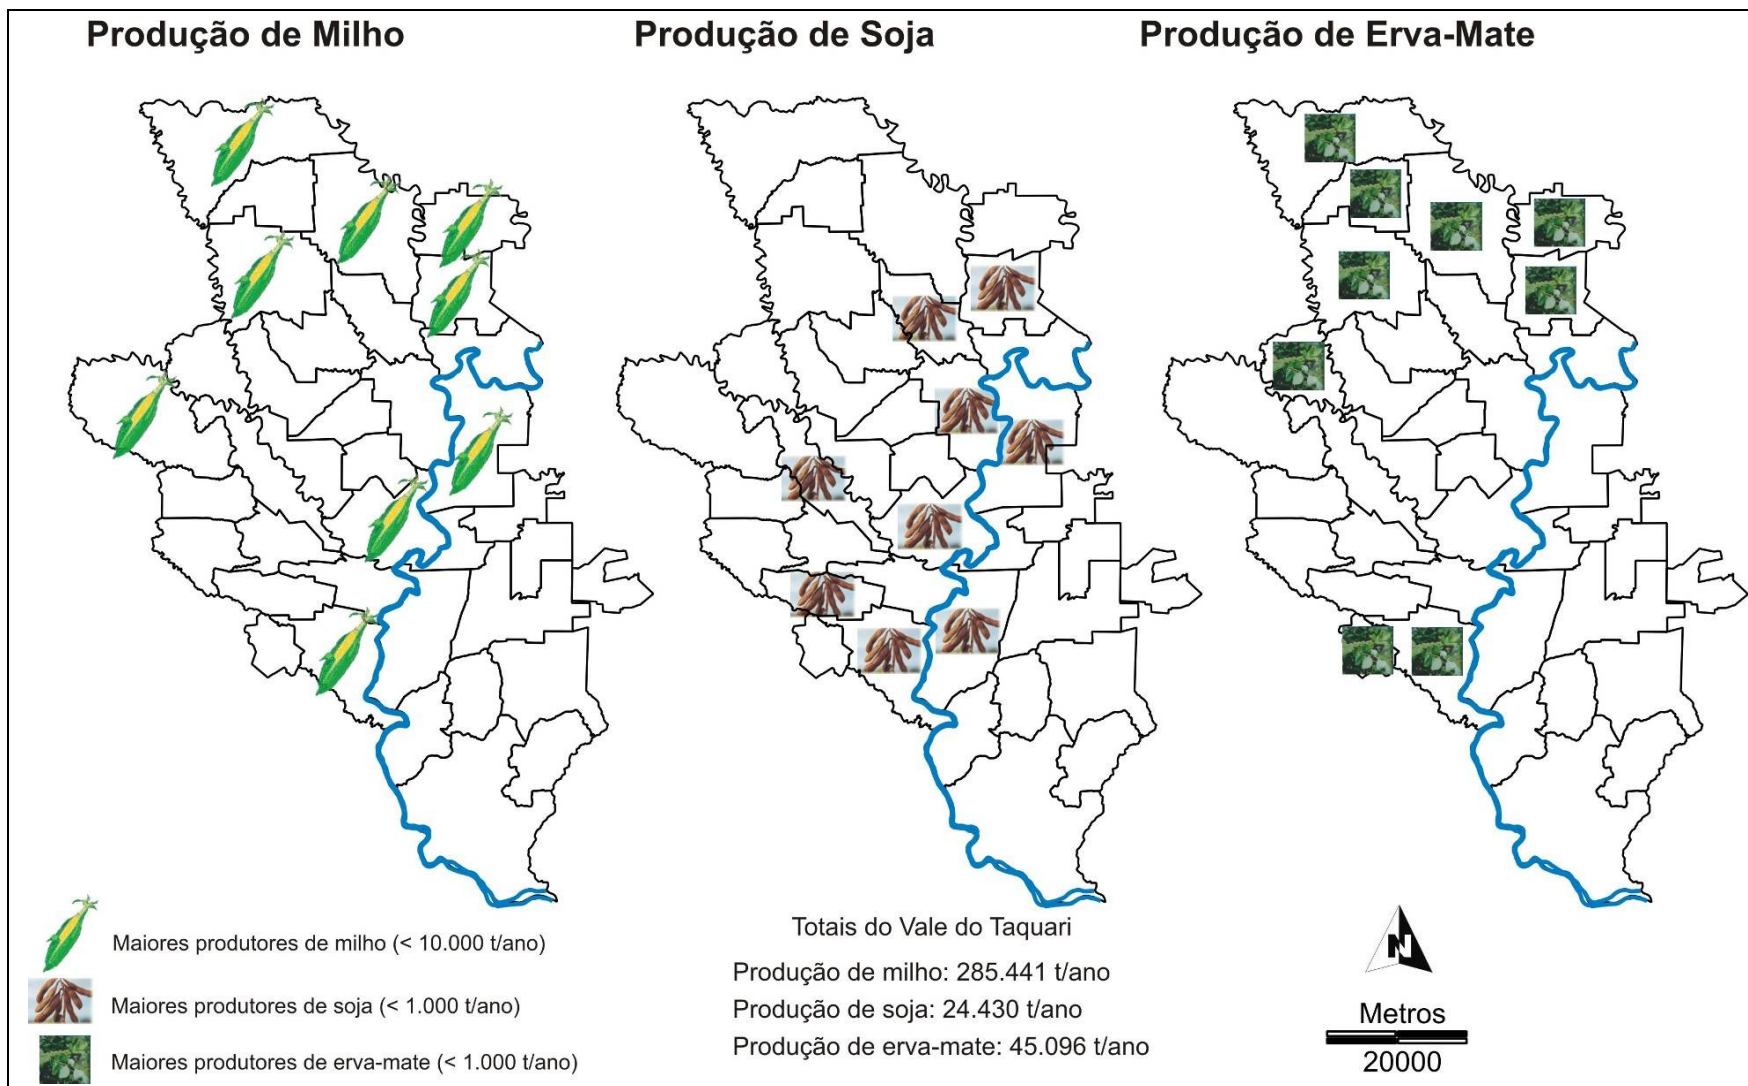 Produção de Milho
Produção de Soja
Produção de Erva-Mate
Maiores produtores de milho (< 10.000 t/ano)
Maiores produtores de soja (< 1.000 t/ano)
Maiores produtores de erva-mate (< 1.000 t/ano)
Totais do Vale do Taquari
Produção de milho: 285.441 t/ano
Produção de soja: 24.430 t/ano
Produção de erva-mate: 45.096 t/ano
N
Metros
20000